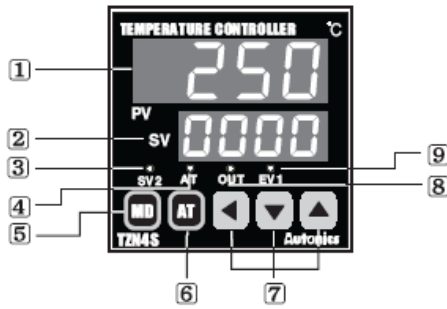 TEMPERATURE CONTROLLER °C
1
250
PV
2
SV
0000
3
SV2 AT OUT EV1
9
8
4
5
MD AT
TZN4S Autonics
6
7